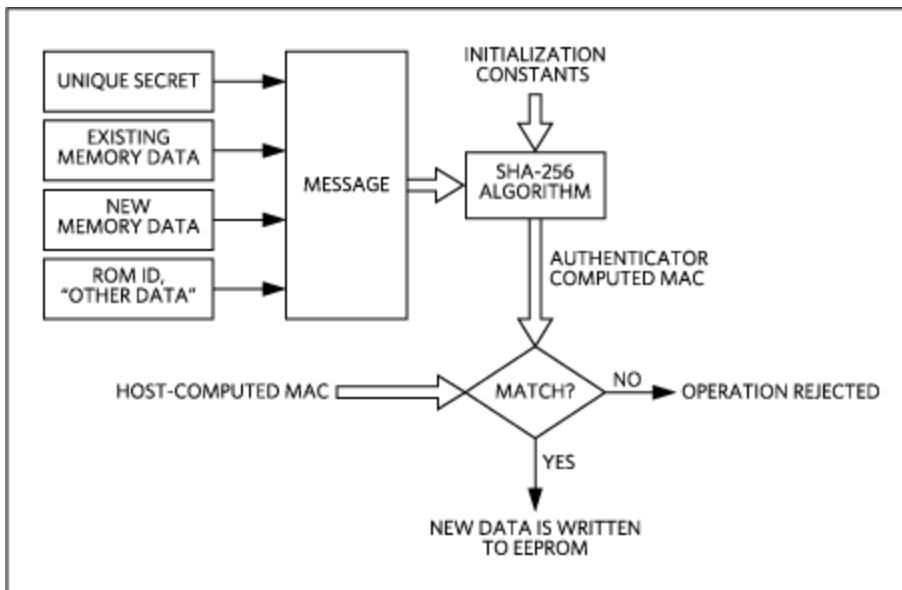 UNIQUE SECRET
EXISTING
MEMORY DATA
NEW
MEMORY DATA
ROM ID,
“OTHER DATA”
MESSAGE
INITIALIZATION
CONSTANTS
SHA-256
ALGORITHM
AUTHENTICATOR
COMPUTED MAC
HOST-COMPUTED MAC
MATCH?
NO
OPERATION REJECTED
YES
NEW DATA IS WRITTEN
TO EEPROM